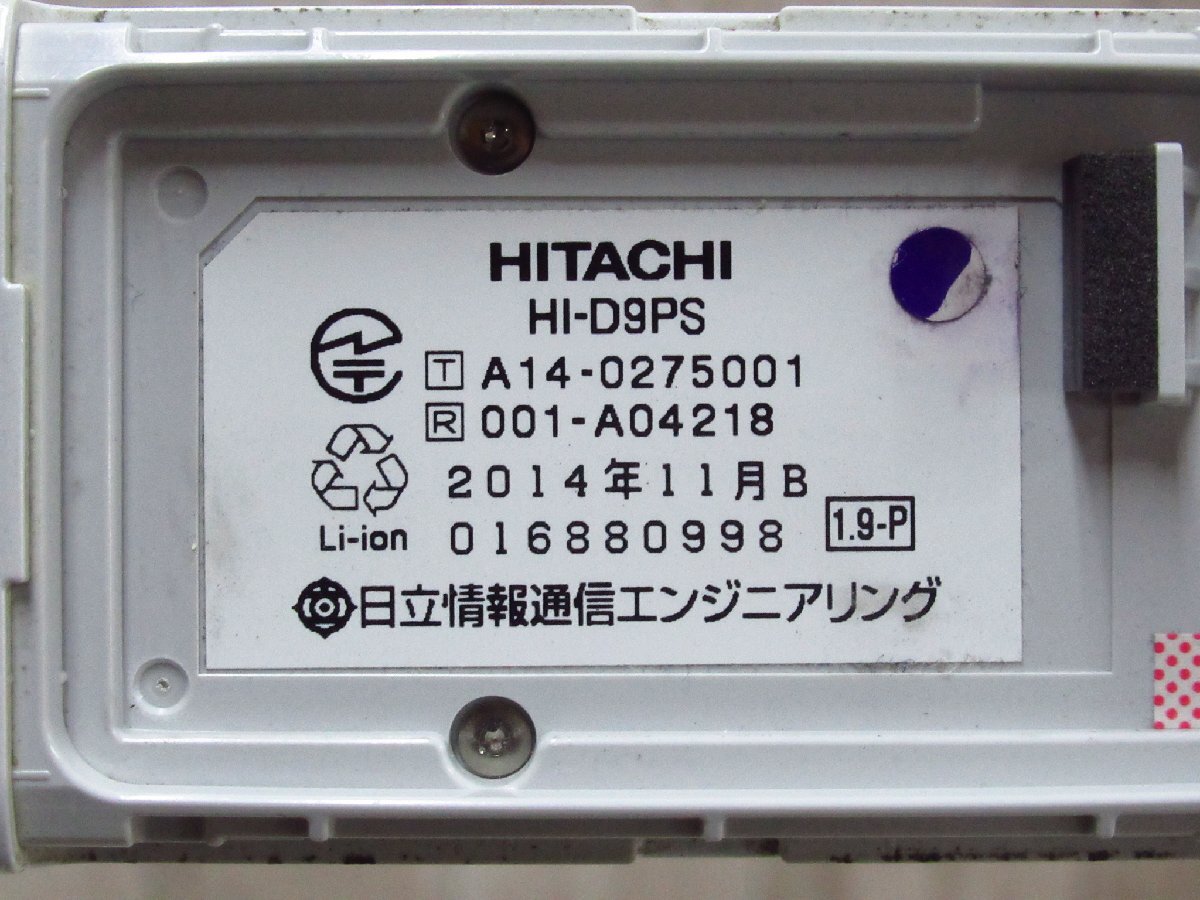 HITACHI
HI-D9PS
T A14-0275001
R 001-A04218
2014年11月B
Li-ion 016880998 1.9-P
日立情報通信エンジニアリング